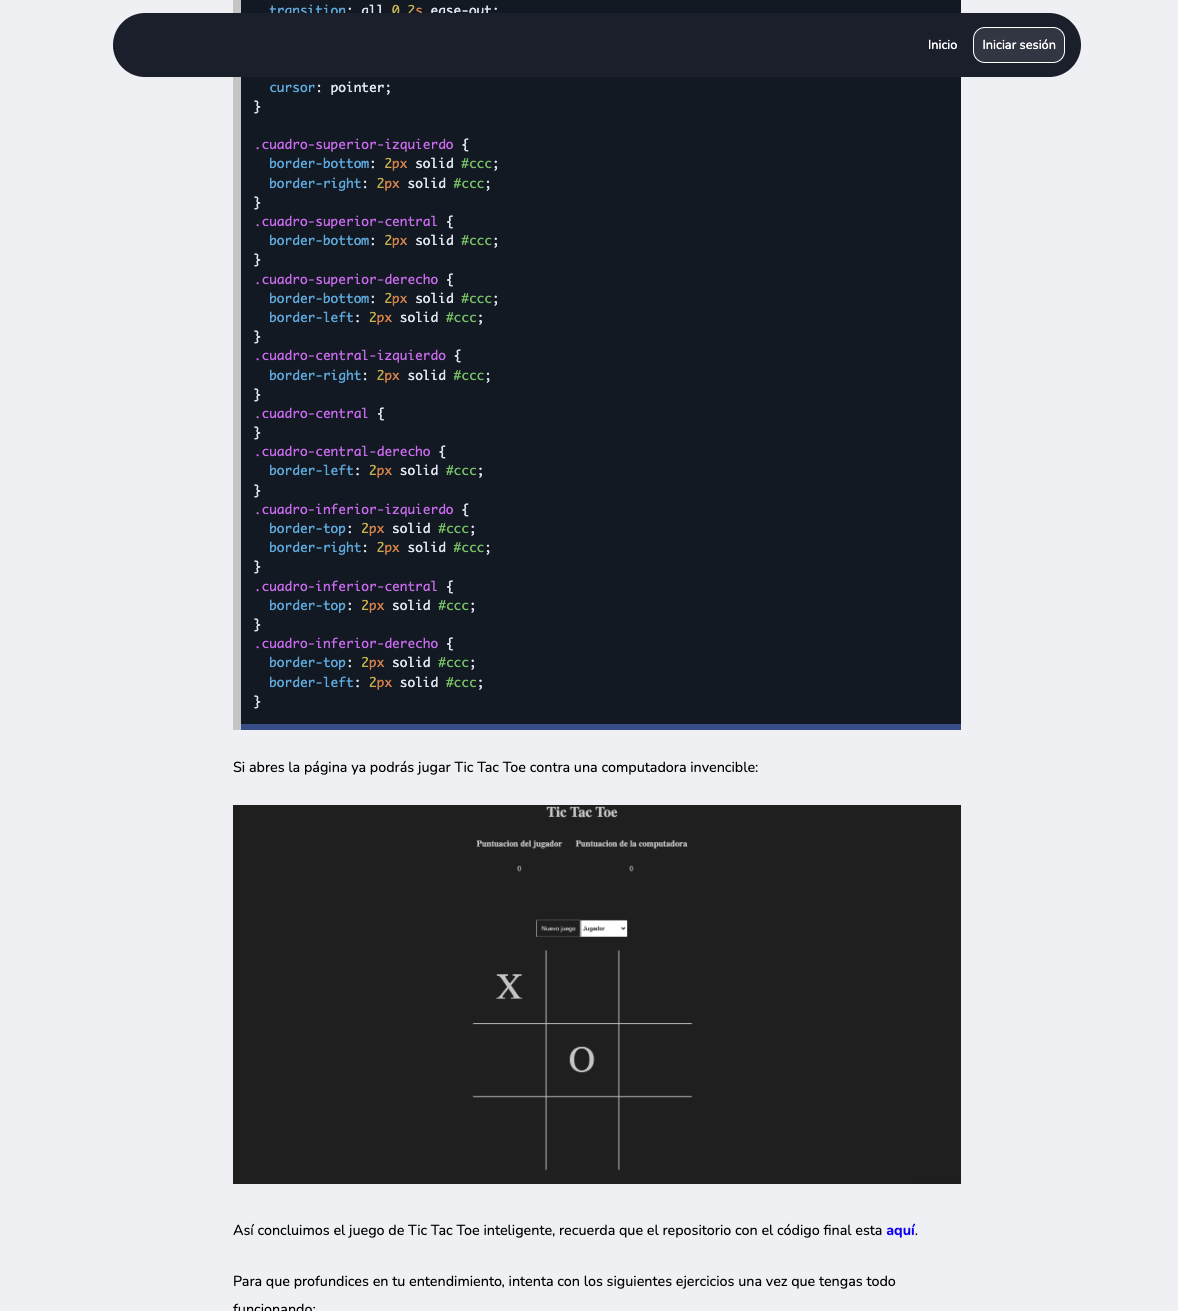 transition: all 0.2s ease-out;
Inicio Iniciar sesión
cursor: pointer;
}
.cuadro-superior-izquierdo {
border-bottom: 2px solid #ccc;
border-right: 2px solid #ccc;
}
.cuadro-superior-central {
border-bottom: 2px solid #ccc;
}
.cuadro-superior-derecho {
border-bottom: 2px solid #ccc;
border-left: 2px solid #ccc;
}
.cuadro-central-izquierdo {
border-right: 2px solid #ccc;
}
.cuadro-central {
}
.cuadro-central-derecho {
border-left: 2px solid #ccc;
}
.cuadro-inferior-izquierdo {
border-top: 2px solid #ccc;
border-right: 2px solid #ccc;
}
.cuadro-inferior-central {
border-top: 2px solid #ccc;
}
.cuadro-inferior-derecho {
border-top: 2px solid #ccc;
border-left: 2px solid #ccc;
}
Si abres la página ya podrás jugar Tic Tac Toe contra una computadora invencible:
Tic Tac Toe
Puntuacion del jugador Puntuacion de la computadora
0 0
Nuevo juego Jugador
X
O
Así concluimos el juego de Tic Tac Toe inteligente, recuerda que el repositorio con el código final esta aquí.
Para que profundices en tu entendimiento, intenta con los siguientes ejercicios una vez que tengas todo
funcionando: